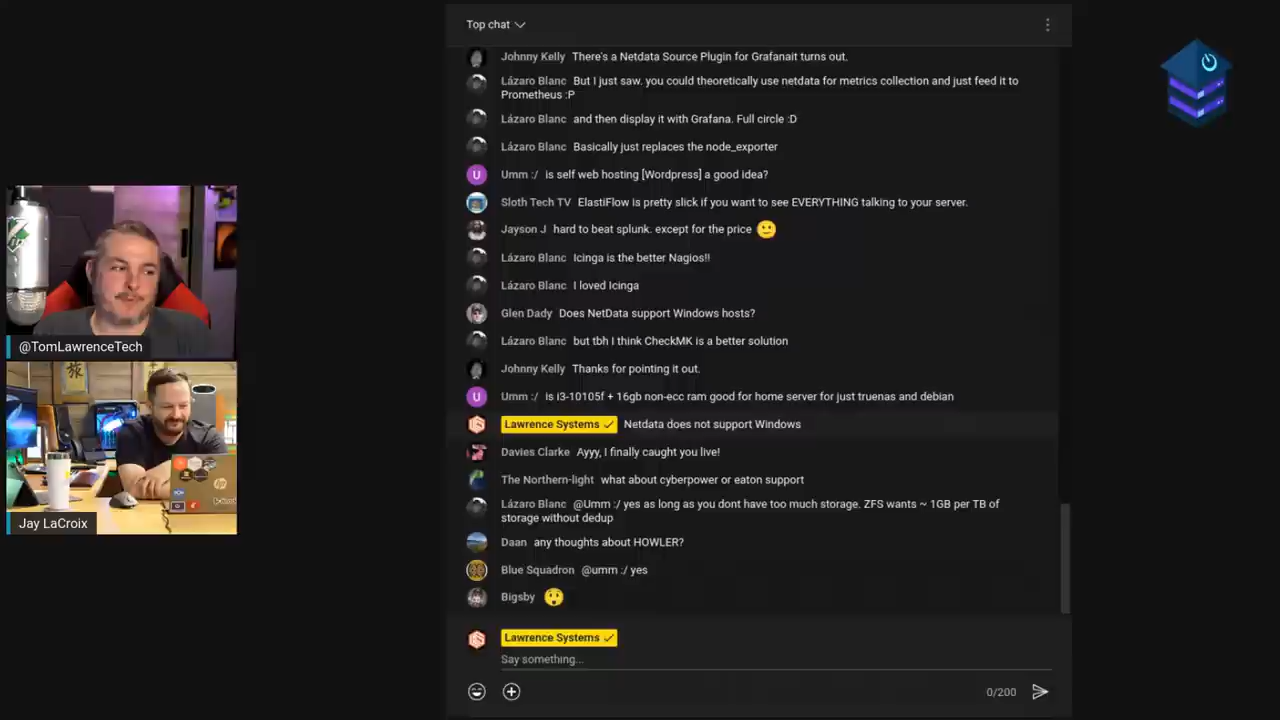 Top chat
Johnny Kelly There's a Netdata Source Plugin for Grafanait turns out.
Lázaro Blanc But I just saw. you could theoretically use netdata for metrics collection and just feed it to
Prometheus :P
Lázaro Blanc and then display it with Grafana. Full circle :D
Lázaro Blanc Basically just replaces the node_exporter
U Umm :/ is self web hosting [Wordpress] a good idea?
Sloth Tech TV ElastiFlow is pretty slick if you want to see EVERYTHING talking to your server.
Jayson J hard to beat splunk. except for the price 🙂
Lázaro Blanc Icinga is the better Nagios!!
Lázaro Blanc I loved Icinga
Glen Dady Does NetData support Windows hosts?
Lázaro Blanc but tbh I think CheckMK is a better solution
Johnny Kelly Thanks for pointing it out.
U Umm :/ is i3-10105f + 16gb non-ecc ram good for home server for just truenas and debian
Lawrence Systems ✓ Netdata does not support Windows
Davies Clarke Ayyy, I finally caught you live!
The Northern-light what about cyberpower or eaton support
Lázaro Blanc @Umm :/ yes as long as you dont have too much storage. ZFS wants ~ 1GB per TB of
storage without dedup
Daan any thoughts about HOWLER?
Blue Squadron @umm :/ yes
Bigsby 😲
Lawrence Systems ✓
Say something...
0/200
@TomLawrenceTech
旅
hp
Jay LaCroix